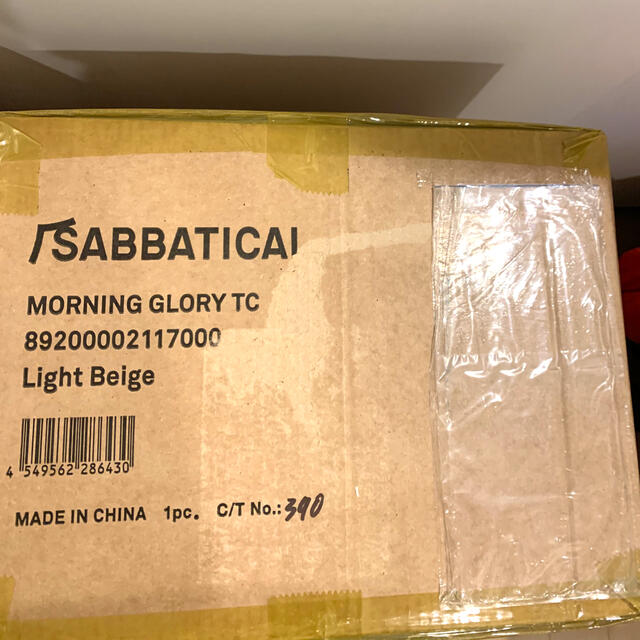 SABBATICAL
MORNING GLORY TC
89200002117000
Light Beige
4 549562 286430
MADE IN CHINA 1pc. C/T No.: 390